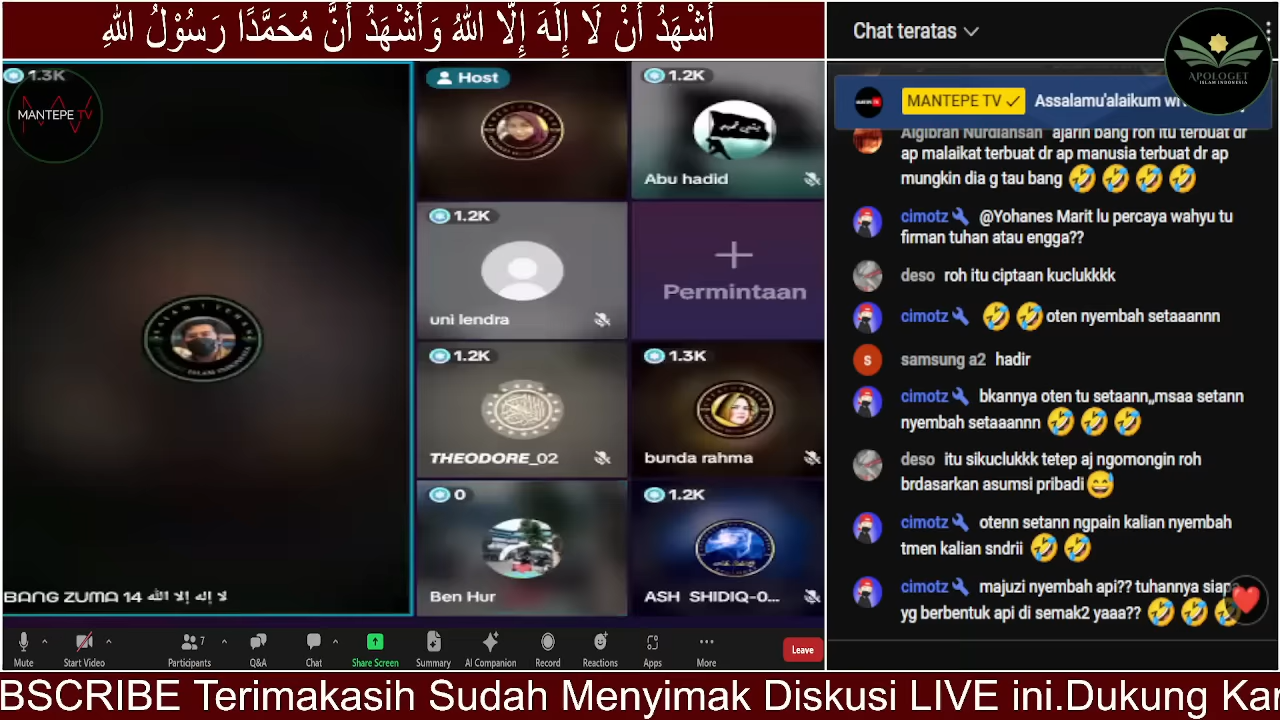 أَشْهَدُ أَنْ لَا إِلَهَ إِلَّا اللهُ وَأَشْهَدُ أَنَّ مُحَمَّدًا رَسُوْلُ اللهِ
1.3K
MANTEPE TV
BANG ZUMA 14 لا إله إلا الله
Host
1.2K
Abu hadid
1.2K
uni lendra
Permintaan
1.2K
THEODORE_02
1.3K
bunda rahma
0
Ben Hur
1.2K
ASH SHIDIQ-0...
Mute
Start Video
Participants
7
Q&A
Chat
Share Screen
Summary
AI Companion
Record
Reactions
Apps
More
Leave
Chat teratas
APOLOGET
ISLAM INDONESIA
MANTEPE TV Assalamu'alaikum
Algibran Nurdiansan ajarin bang roh itu terbuat dr
ap malaikat terbuat dr ap manusia terbuat dr ap
mungkin dia g tau bang 🤣 🤣 🤣 🤣
cimotz @Yohanes Marit lu percaya wahyu tu
firman tuhan atau engga??
deso roh itu ciptaan kuclukkkk
cimotz 🤣 🤣 oten nyembah setaaannn
s
samsung a2 hadir
cimotz bkannya oten tu setaann,,msaa setann
nyembah setaaannn 🤣 🤣 🤣
deso itu sikuclukkk tetep aj ngomongin roh
brdasarkan asumsi pribadi😅
cimotz otenn setann ngpain kalian nyembah
tmen kalian sndrii 🤣 🤣
cimotz majuzi nyembah api?? tuhannya siap
yg berbentuk api di semak2 yaaa?? 🤣 🤣 🤣
BSCRIBE Terimakasih Sudah Menyimak Diskusi LIVE ini.Dukung Kar